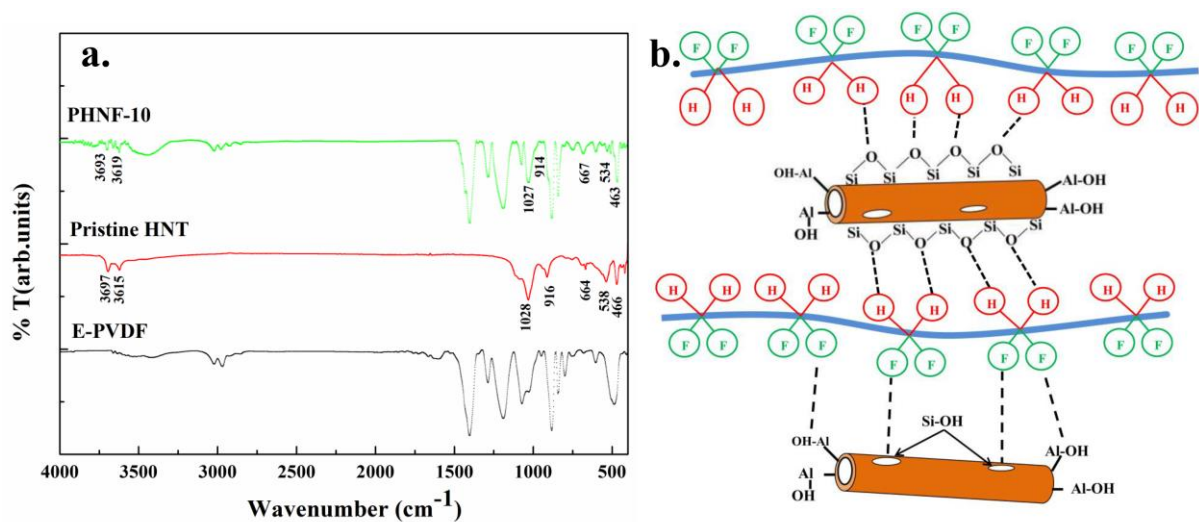 a.
PHNF-10
3693
3619
1027
914
667
534
463
Pristine HNT
3697
3615
1028
916
664
538
466
E-PVDF
% T(arb.units)
4000 3500 3000 2500 2000 1500 1000 500
Wavenumber (cm-1)
b.
F F F F F F F F F F
H H H H H H H H H H
O O O O
Si Si Si Si Si
OH-Al
Al-OH
Al
OH
Al-OH
Si Si Si Si Si
O O O O
H H H H H H H H H H
F F F F F F F F F F
Si-OH
OH-Al
Al-OH
Al
OH
Al-OH